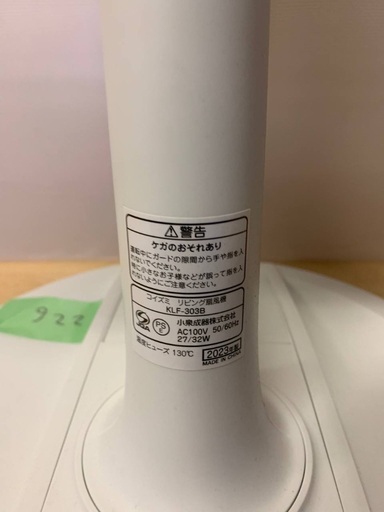 ⚠警告
ケガのおそれあり
運転中にガードの隙間から手や指を入
れないでください。
特に小さなお子様などが誤って指を入
れないようにご注意ください。
コイズミ リビング扇風機
KLF-303B
小泉成器株式会社
AC100V 50/60Hz
27/32W
PS
E
温度ヒューズ 130℃
2023年製
MADE IN CHINA
922